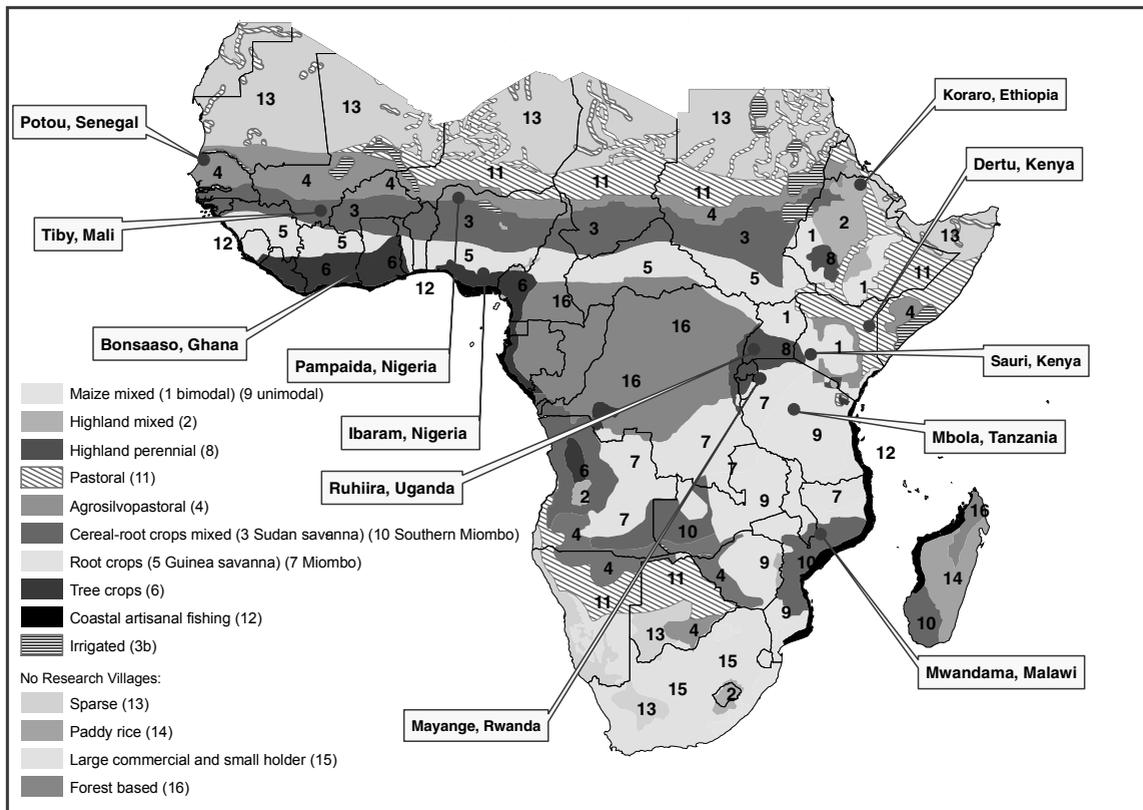 Potou, Senegal
Koraro, Ethiopia
Dertu, Kenya
Tiby, Mali
Bonsaaso, Ghana
Pampaida, Nigeria
Ibaram, Nigeria
Ruhiira, Uganda
Sauri, Kenya
Mbola, Tanzania
Mwandama, Malawi
Mayange, Rwanda
13
13
13
13
13
11
11
11
11
4
4
4
4
4
3
3
3
3
2
1
8
1
5
5
5
5
5
12
12
6
6
6
16
16
16
1
8
1
7
9
12
7
7
7
7
9
7
6
2
4
10
4
11
11
4
9
10
9
13
4
15
15
13
2
16
14
10
Maize mixed (1 bimodal) (9 unimodal)
Highland mixed (2)
Highland perennial (8)
Pastoral (11)
Agrosilvopastoral (4)
Cereal-root crops mixed (3 Sudan savanna) (10 Southern Miombo)
Root crops (5 Guinea savanna) (7 Miombo)
Tree crops (6)
Coastal artisanal fishing (12)
Irrigated (3b)
No Research Villages:
Sparse (13)
Paddy rice (14)
Large commercial and small holder (15)
Forest based (16)